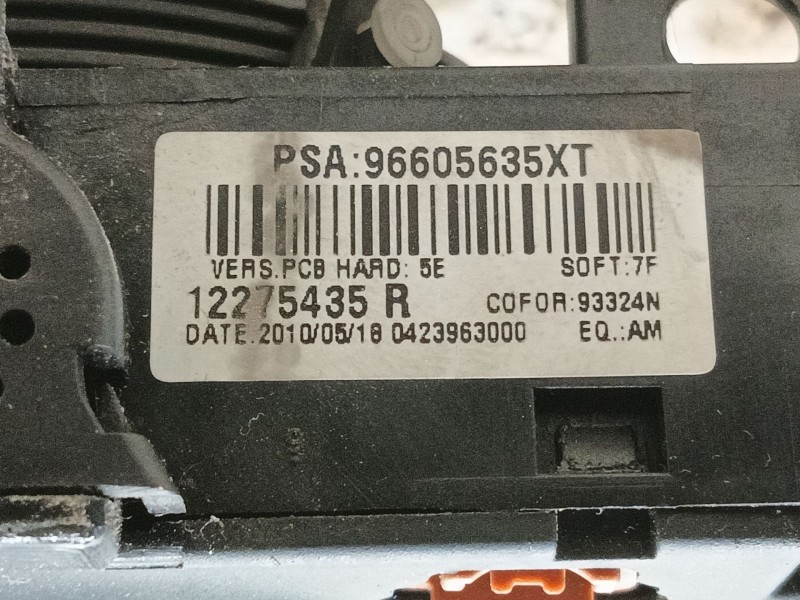 PSA:96605635XT
VERS.PCB HARD: 5E SOFT:7F
12275435 R COFOR:93324N
DATE.2010/05/18 0423963000 EQ.:AM